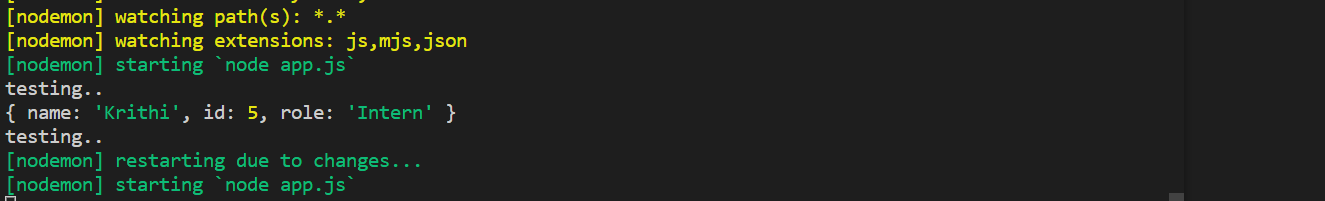 [nodemon] watching path(s): *.*
[nodemon] watching extensions: js,mjs,json
[nodemon] starting `node app.js`
testing..
{ name: 'Krithi', id: 5, role: 'Intern' }
testing..
[nodemon] restarting due to changes...
[nodemon] starting `node app.js`